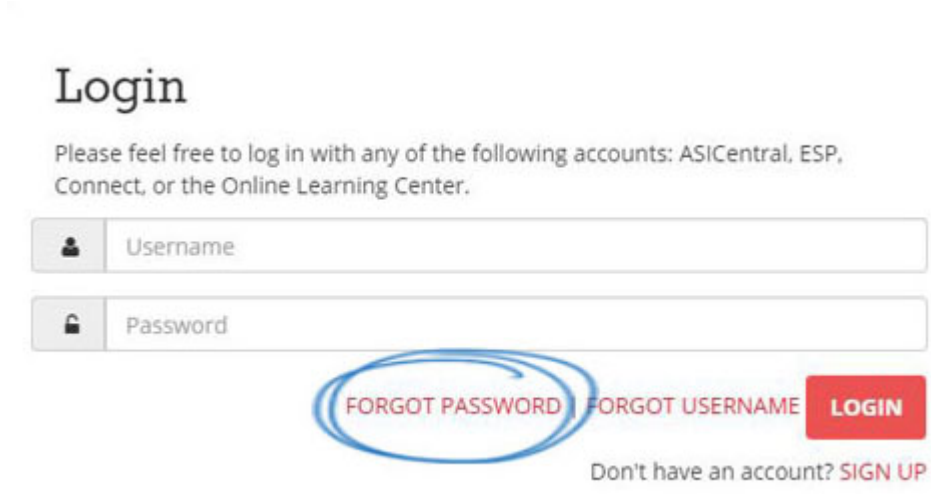 Login
Please feel free to log in with any of the following accounts: ASICentral, ESP,
Connect, or the Online Learning Center.
Username
Password
FORGOT PASSWORD | FORGOT USERNAME LOGIN
Don't have an account? SIGN UP